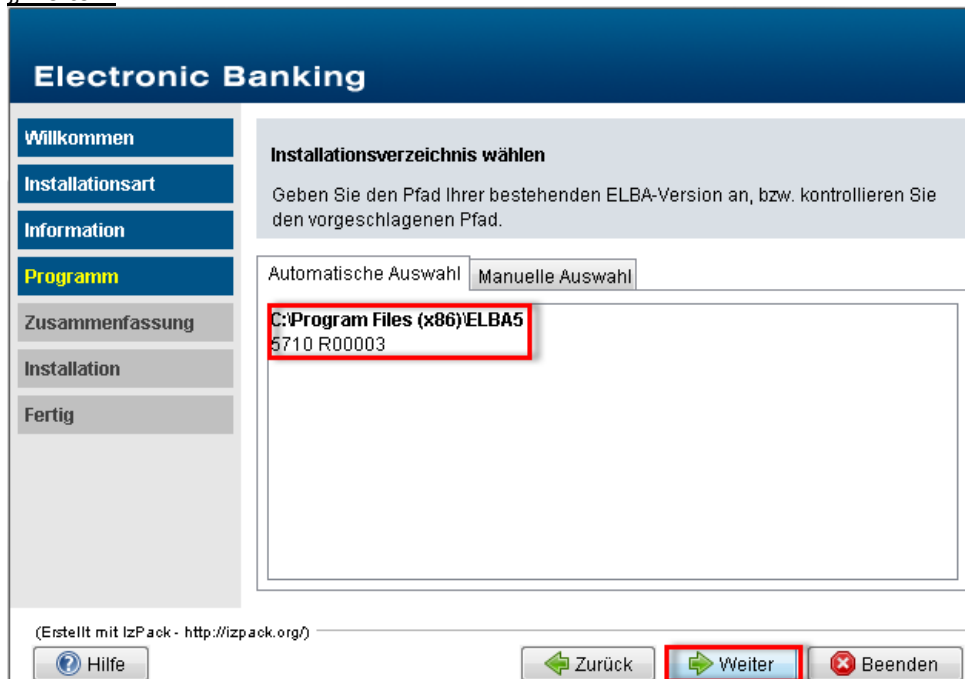 Electronic Banking
Willkommen
Installationsart
Information
Programm
Zusammenfassung
Installation
Fertig
Installationsverzeichnis wählen
Geben Sie den Pfad Ihrer bestehenden ELBA-Version an, bzw. kontrollieren Sie
den vorgeschlagenen Pfad.
Automatische Auswahl
Manuelle Auswahl
C:\Program Files (x86)\ELBA5
5710 R00003
(Erstellt mit IzPack - http://izpack.org/)
Hilfe
Zurück
Weiter
Beenden